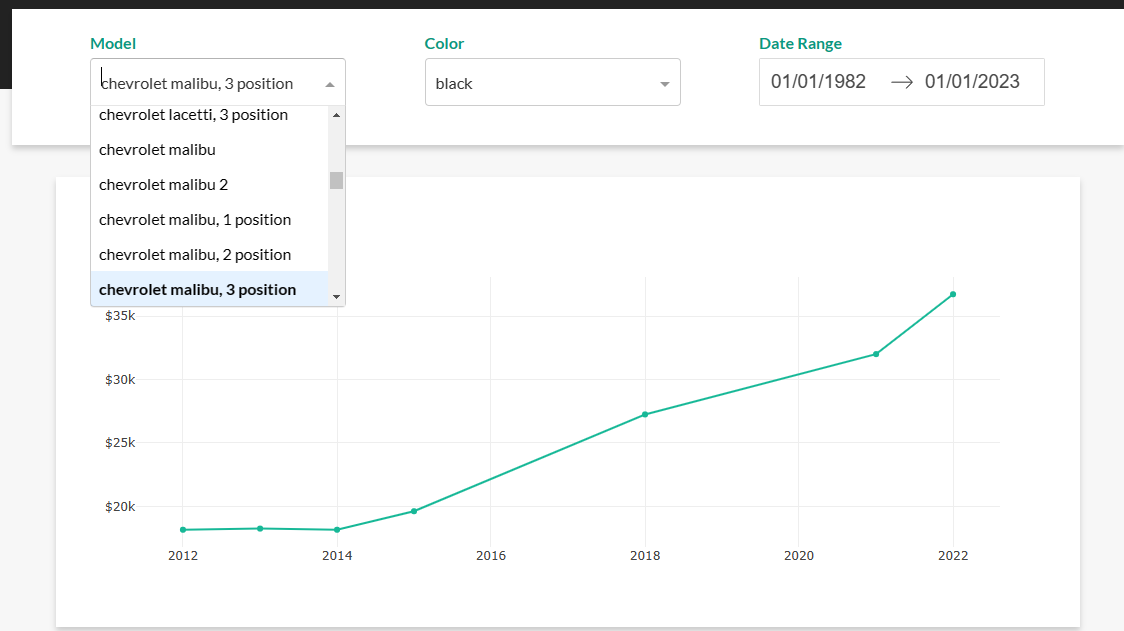 Model
Color
Date Range
chevrolet malibu, 3 position
black
01/01/1982
01/01/2023
chevrolet lacetti, 3 position
chevrolet malibu
chevrolet malibu 2
chevrolet malibu, 1 position
chevrolet malibu, 2 position
chevrolet malibu, 3 position
$35k
$30k
$25k
$20k
2012
2014
2016
2018
2020
2022